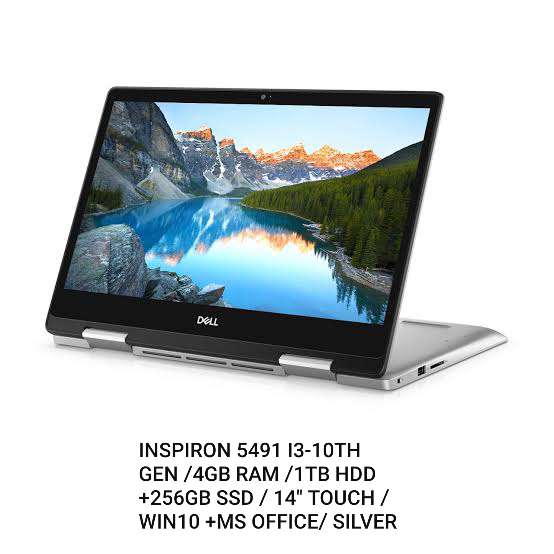 DELL
INSPIRON 5491 I3-10TH
GEN /4GB RAM /1TB HDD
+256GB SSD / 14" TOUCH /
WIN10 +MS OFFICE/ SILVER